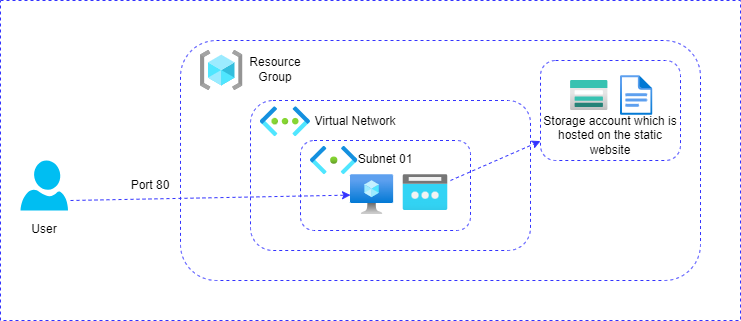 Resource
Group
Virtual Network
Subnet 01
Storage account which is
hosted on the static
website
Port 80
User